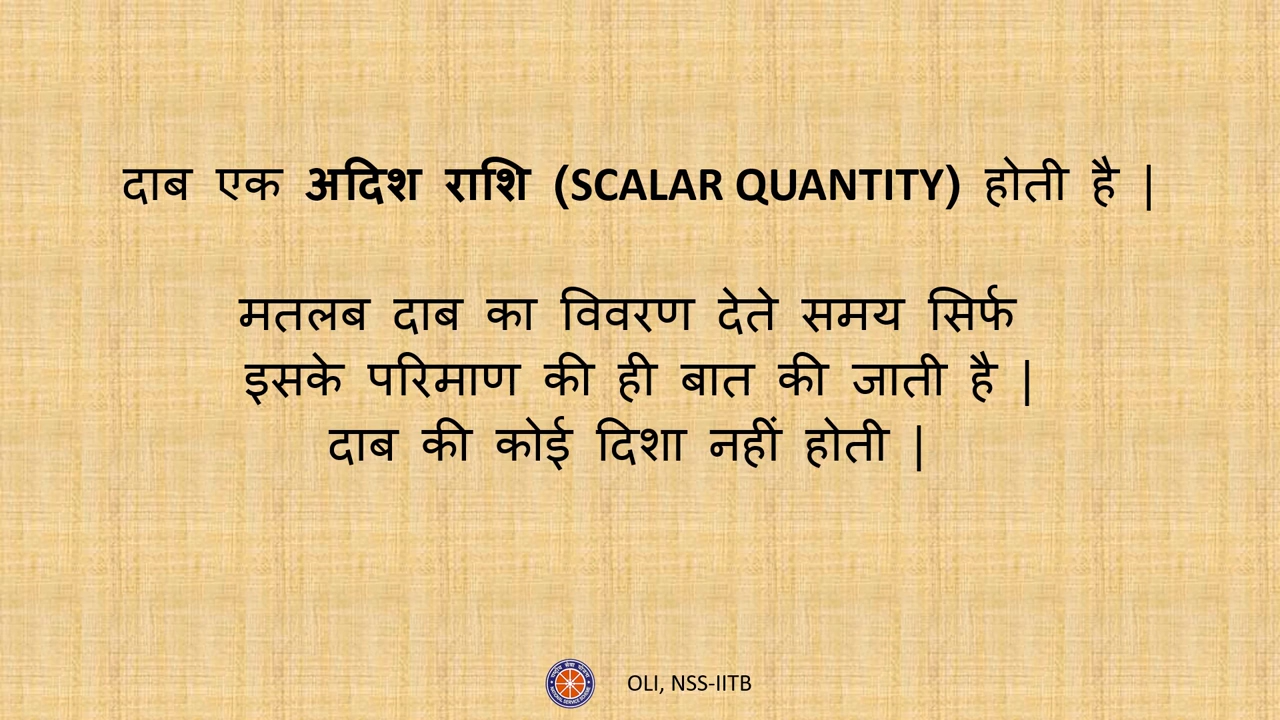 दाब एक अदिश राशि (SCALAR QUANTITY) होती है |
मतलब दाब का विवरण देते समय सिर्फ
इसके परिमाण की ही बात की जाती है |
दाब की कोई दिशा नहीं होती |
OLI, NSS-IITB